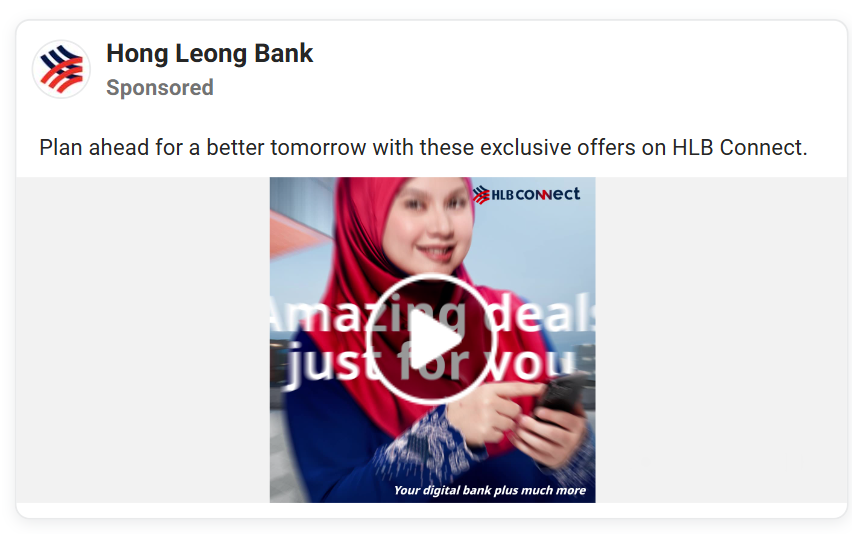 Hong Leong Bank
Sponsored
Plan ahead for a better tomorrow with these exclusive offers on HLB Connect.
HLB CONNect
Amazing deals
just for you
Your digital bank plus much more